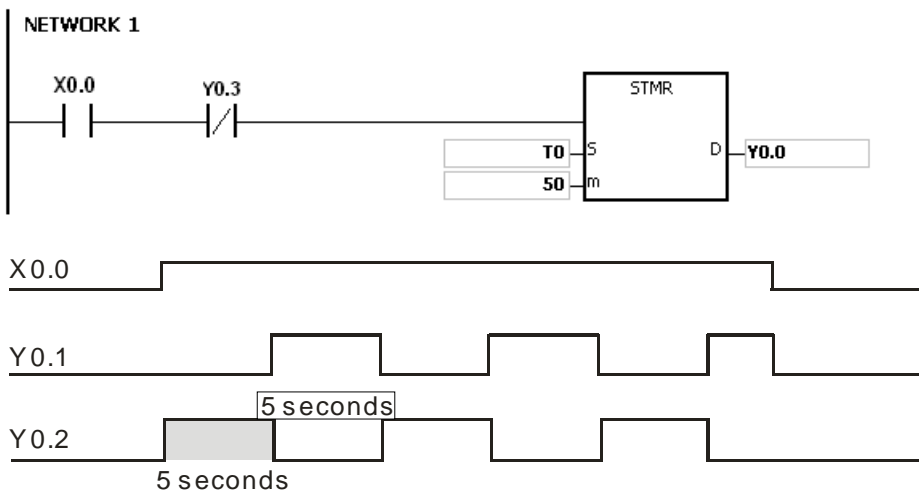 NETWORK 1
X0.0
Y0.3
STMR
T0 S D Y0.0
50 m
X0.0
Y0.1
5 seconds
Y0.2
5 seconds